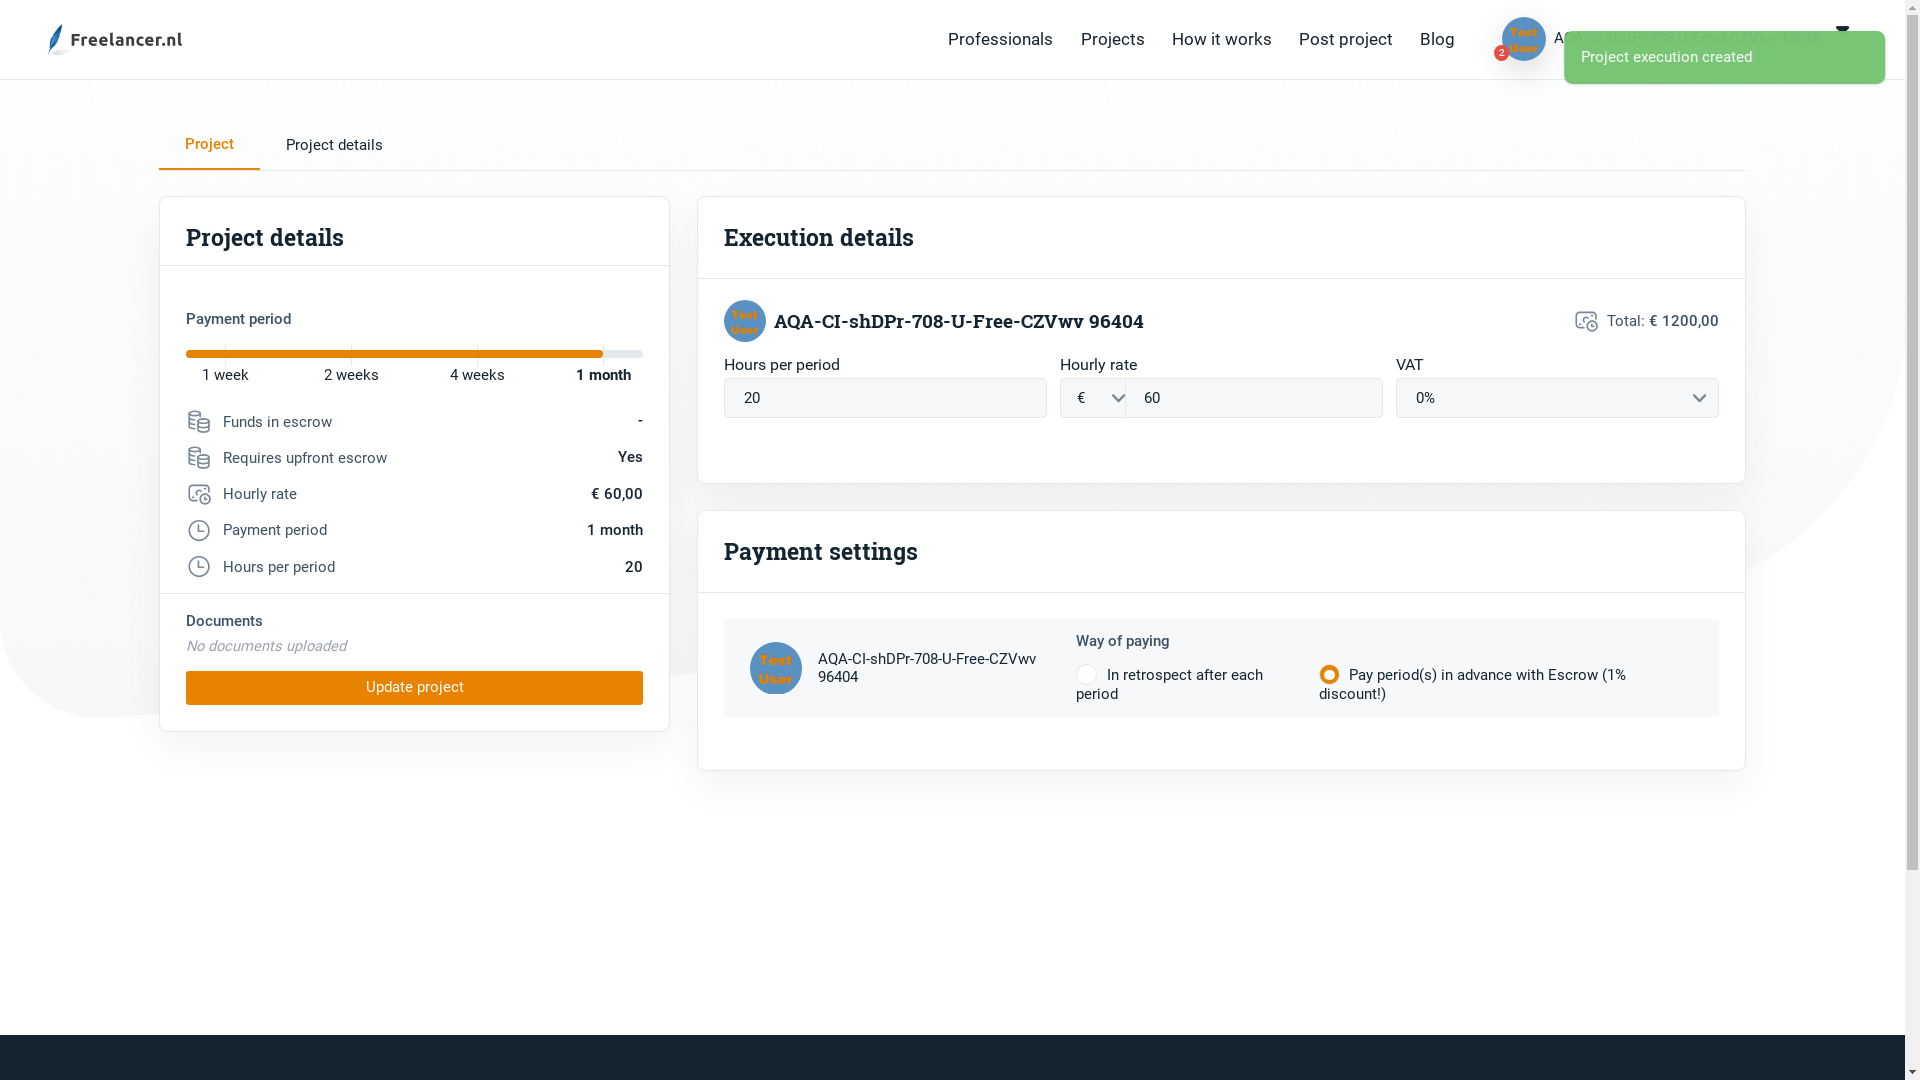 Freelancer.nl
Professionals
Projects
How it works
Post project
Blog
2
Project execution created
Project
Project details
Project details
Payment period
1 week
2 weeks
4 weeks
1 month
Funds in escrow
-
Requires upfront escrow
Yes
Hourly rate
€ 60,00
Payment period
1 month
Hours per period
20
Documents
No documents uploaded
Update project
Execution details
Test
User
AQA-CI-shDPr-708-U-Free-CZVwv 96404
Total: € 1200,00
Hours per period
Hourly rate
VAT
20
€
60
0%
Payment settings
Test
User
AQA-CI-shDPr-708-U-Free-CZVwv
96404
Way of paying
In retrospect after each
period
Pay period(s) in advance with Escrow (1%
discount!)